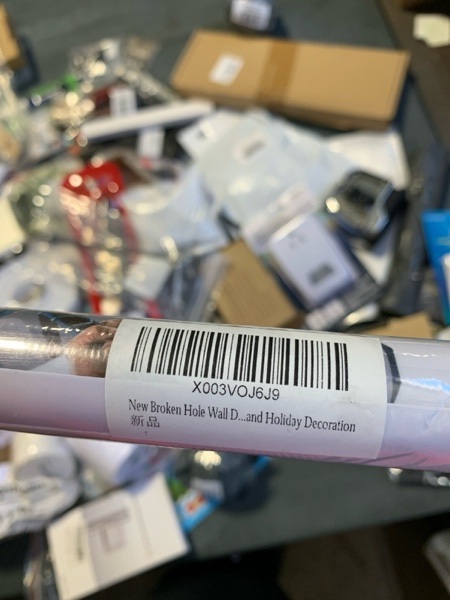 X003VOJ6J9
New Broken Hole Wall D...and Holiday Decoration
新品